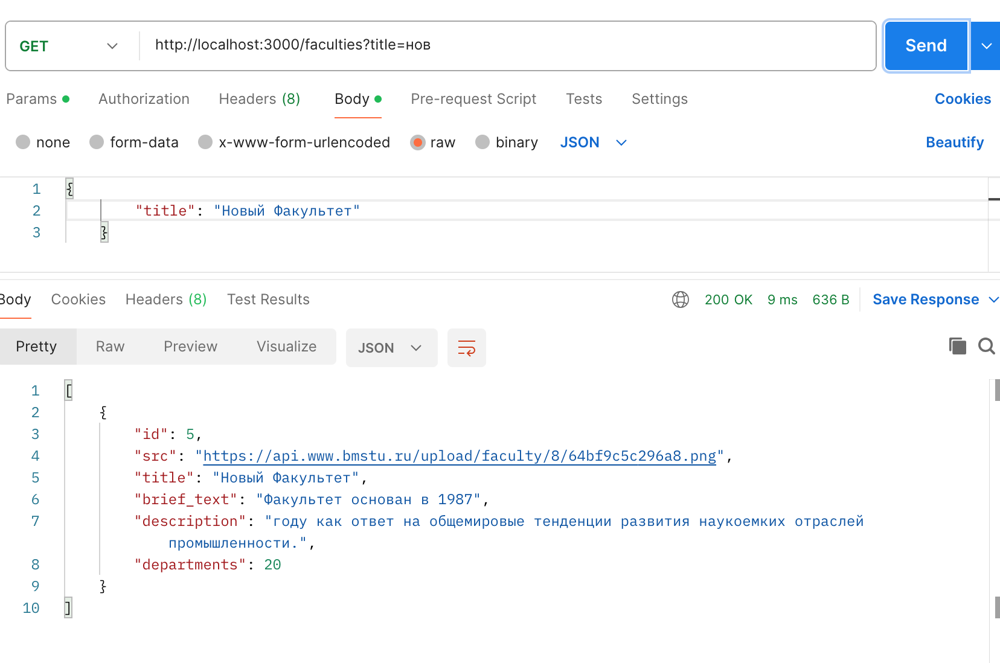 GET http://localhost:3000/faculties?title=нов Send
Params Authorization Headers (8) Body Pre-request Script Tests Settings Cookies
none form-data x-www-form-urlencoded raw binary JSON Beautify
1 {
2 "title": "Новый Факультет"
3 }
Body Cookies Headers (8) Test Results 200 OK 9 ms 636 B Save Response
Pretty Raw Preview Visualize JSON
1 [
2 {
3 "id": 5,
4 "src": "https://api.www.bmstu.ru/upload/faculty/8/64bf9c5c296a8.png",
5 "title": "Новый Факультет",
6 "brief_text": "Факультет основан в 1987",
7 "description": "году как ответ на общемировые тенденции развития наукоемких отраслей
промышленности.",
8 "departments": 20
9 }
10 ]